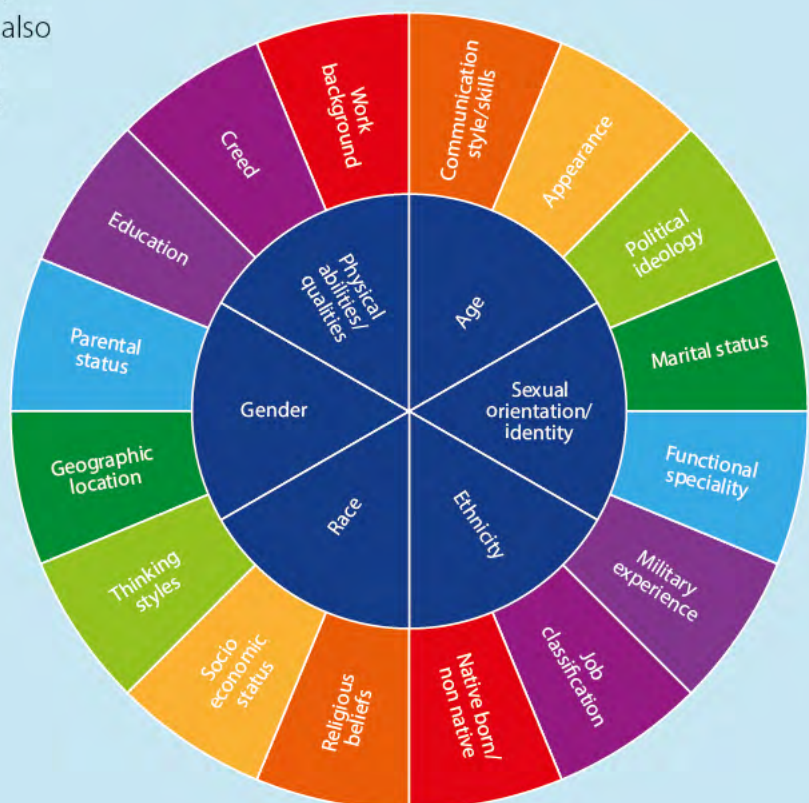 also
Work
background
Communication
style/skills
Appearance
Political
ideology
Marital status
Functional
speciality
Military
experience
Job
classification
Native born/
non native
Religious
beliefs
Socio
economic
status
Thinking
styles
Geographic
location
Parental
status
Education
Creed
Physical
abilities/
qualities
Age
Sexual
orientation/
identity
Ethnicity
Race
Gender